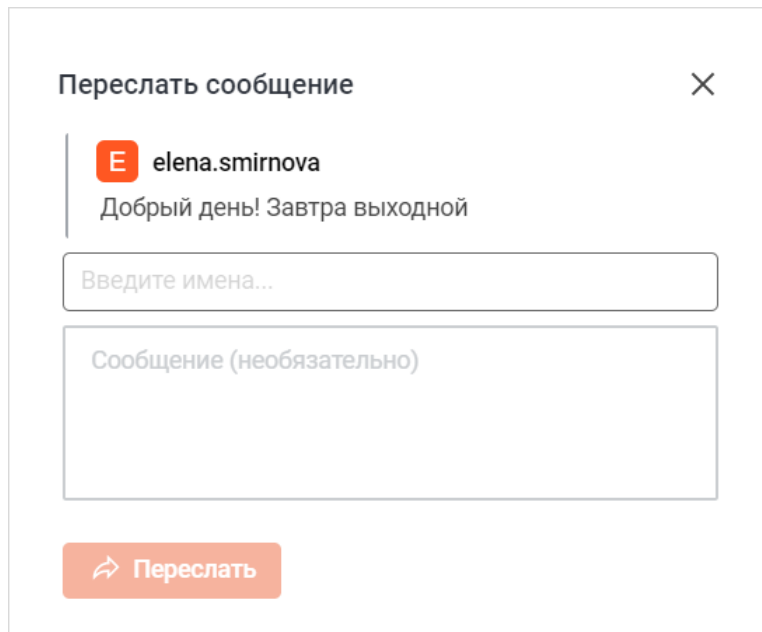 Переслать сообщение
E elena.smirnova
Добрый день! Завтра выходной
Введите имена...
Сообщение (необязательно)
Переслать